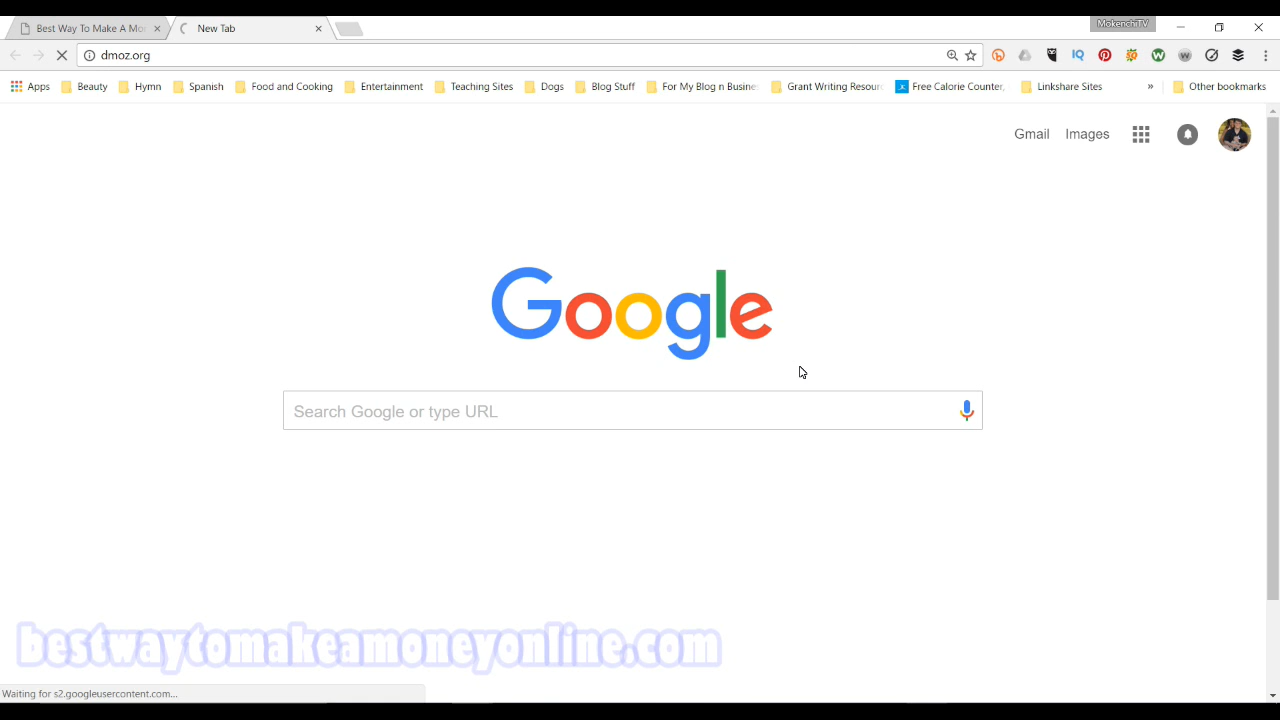 MokenchiTV
Best Way To Make A Mo
New Tab
dmoz.org
Apps Beauty Hymn Spanish Food and Cooking Entertainment Teaching Sites Dogs Blog Stuff For My Blog n Busine Grant Writing Resour Free Calorie Counter, Linkshare Sites » Other bookmarks
Gmail Images
Google
Search Google or type URL
bestwaytomakeamoneyonline.com
Waiting for s2.googleusercontent.com...